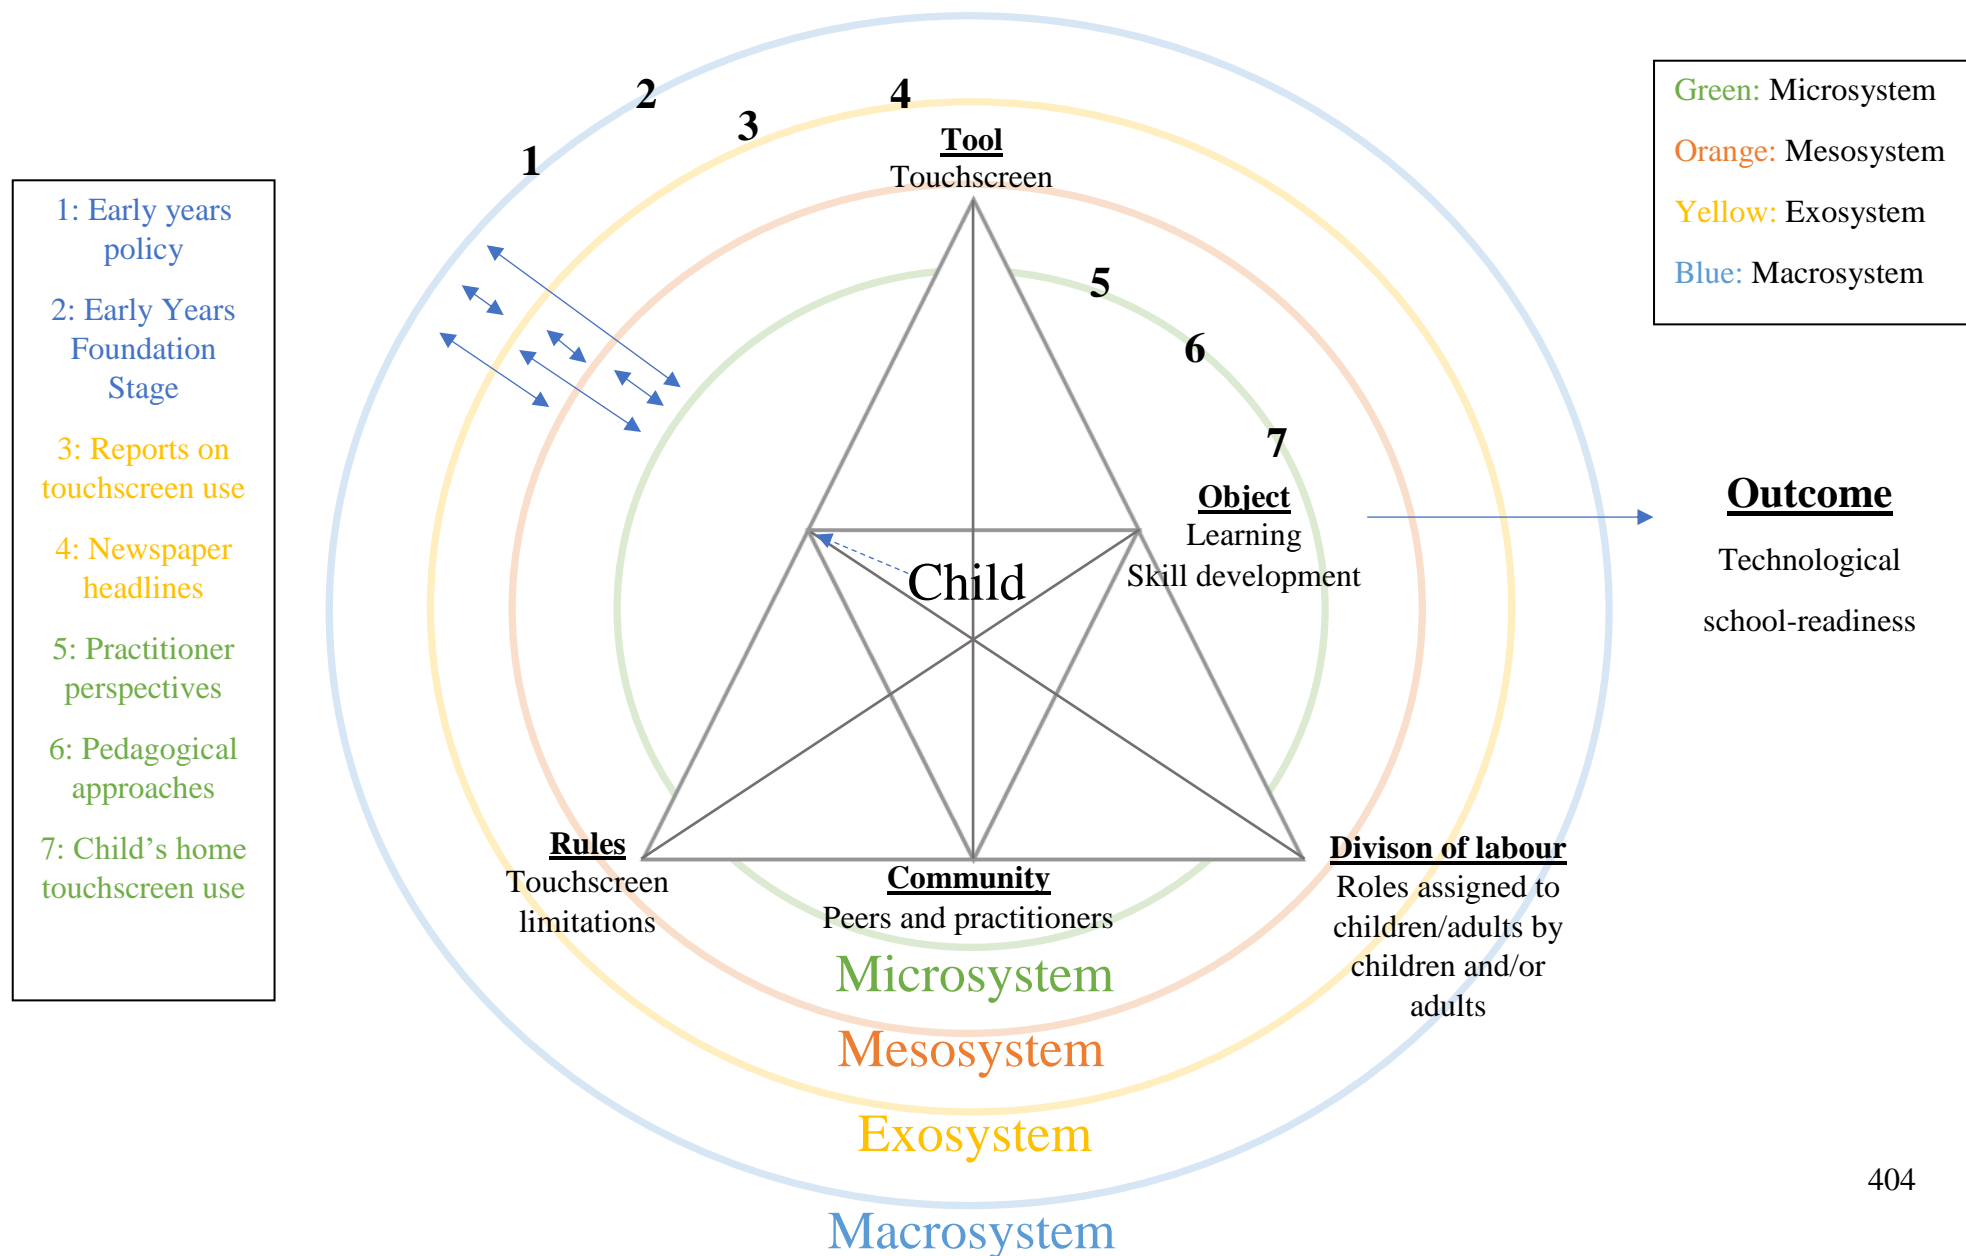 2
4
3
1
Tool
Touchscreen
Green: Microsystem
Orange: Mesosystem
Yellow: Exosystem
Blue: Macrosystem
1: Early years
policy
2: Early Years
Foundation
Stage
3: Reports on
touchscreen use
4: Newspaper
headlines
5: Practitioner
perspectives
6: Pedagogical
approaches
7: Child’s home
touchscreen use
5
6
7
Object
Learning
Skill development
Child
Outcome
Technological
school-readiness
Rules
Touchscreen
limitations
Community
Peers and practitioners
Divison of labour
Roles assigned to
children/adults by
children and/or
adults
Microsystem
Mesosystem
Exosystem
Macrosystem
404